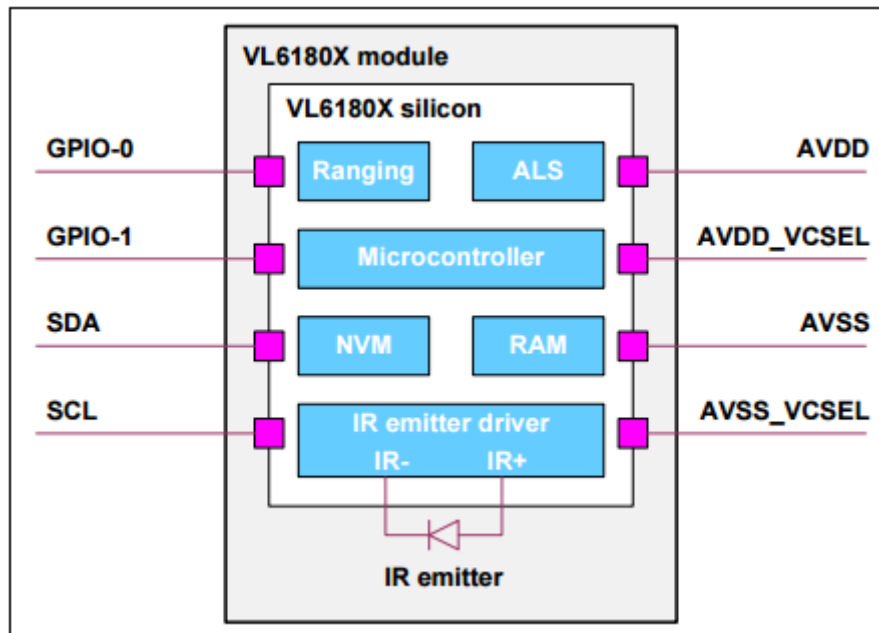 VL6180X module
VL6180X silicon
GPIO-0
Ranging
ALS
AVDD
GPIO-1
Microcontroller
AVDD_VCSEL
SDA
NVM
RAM
AVSS
SCL
IR emitter driver
AVSS_VCSEL
IR-
IR+
IR emitter